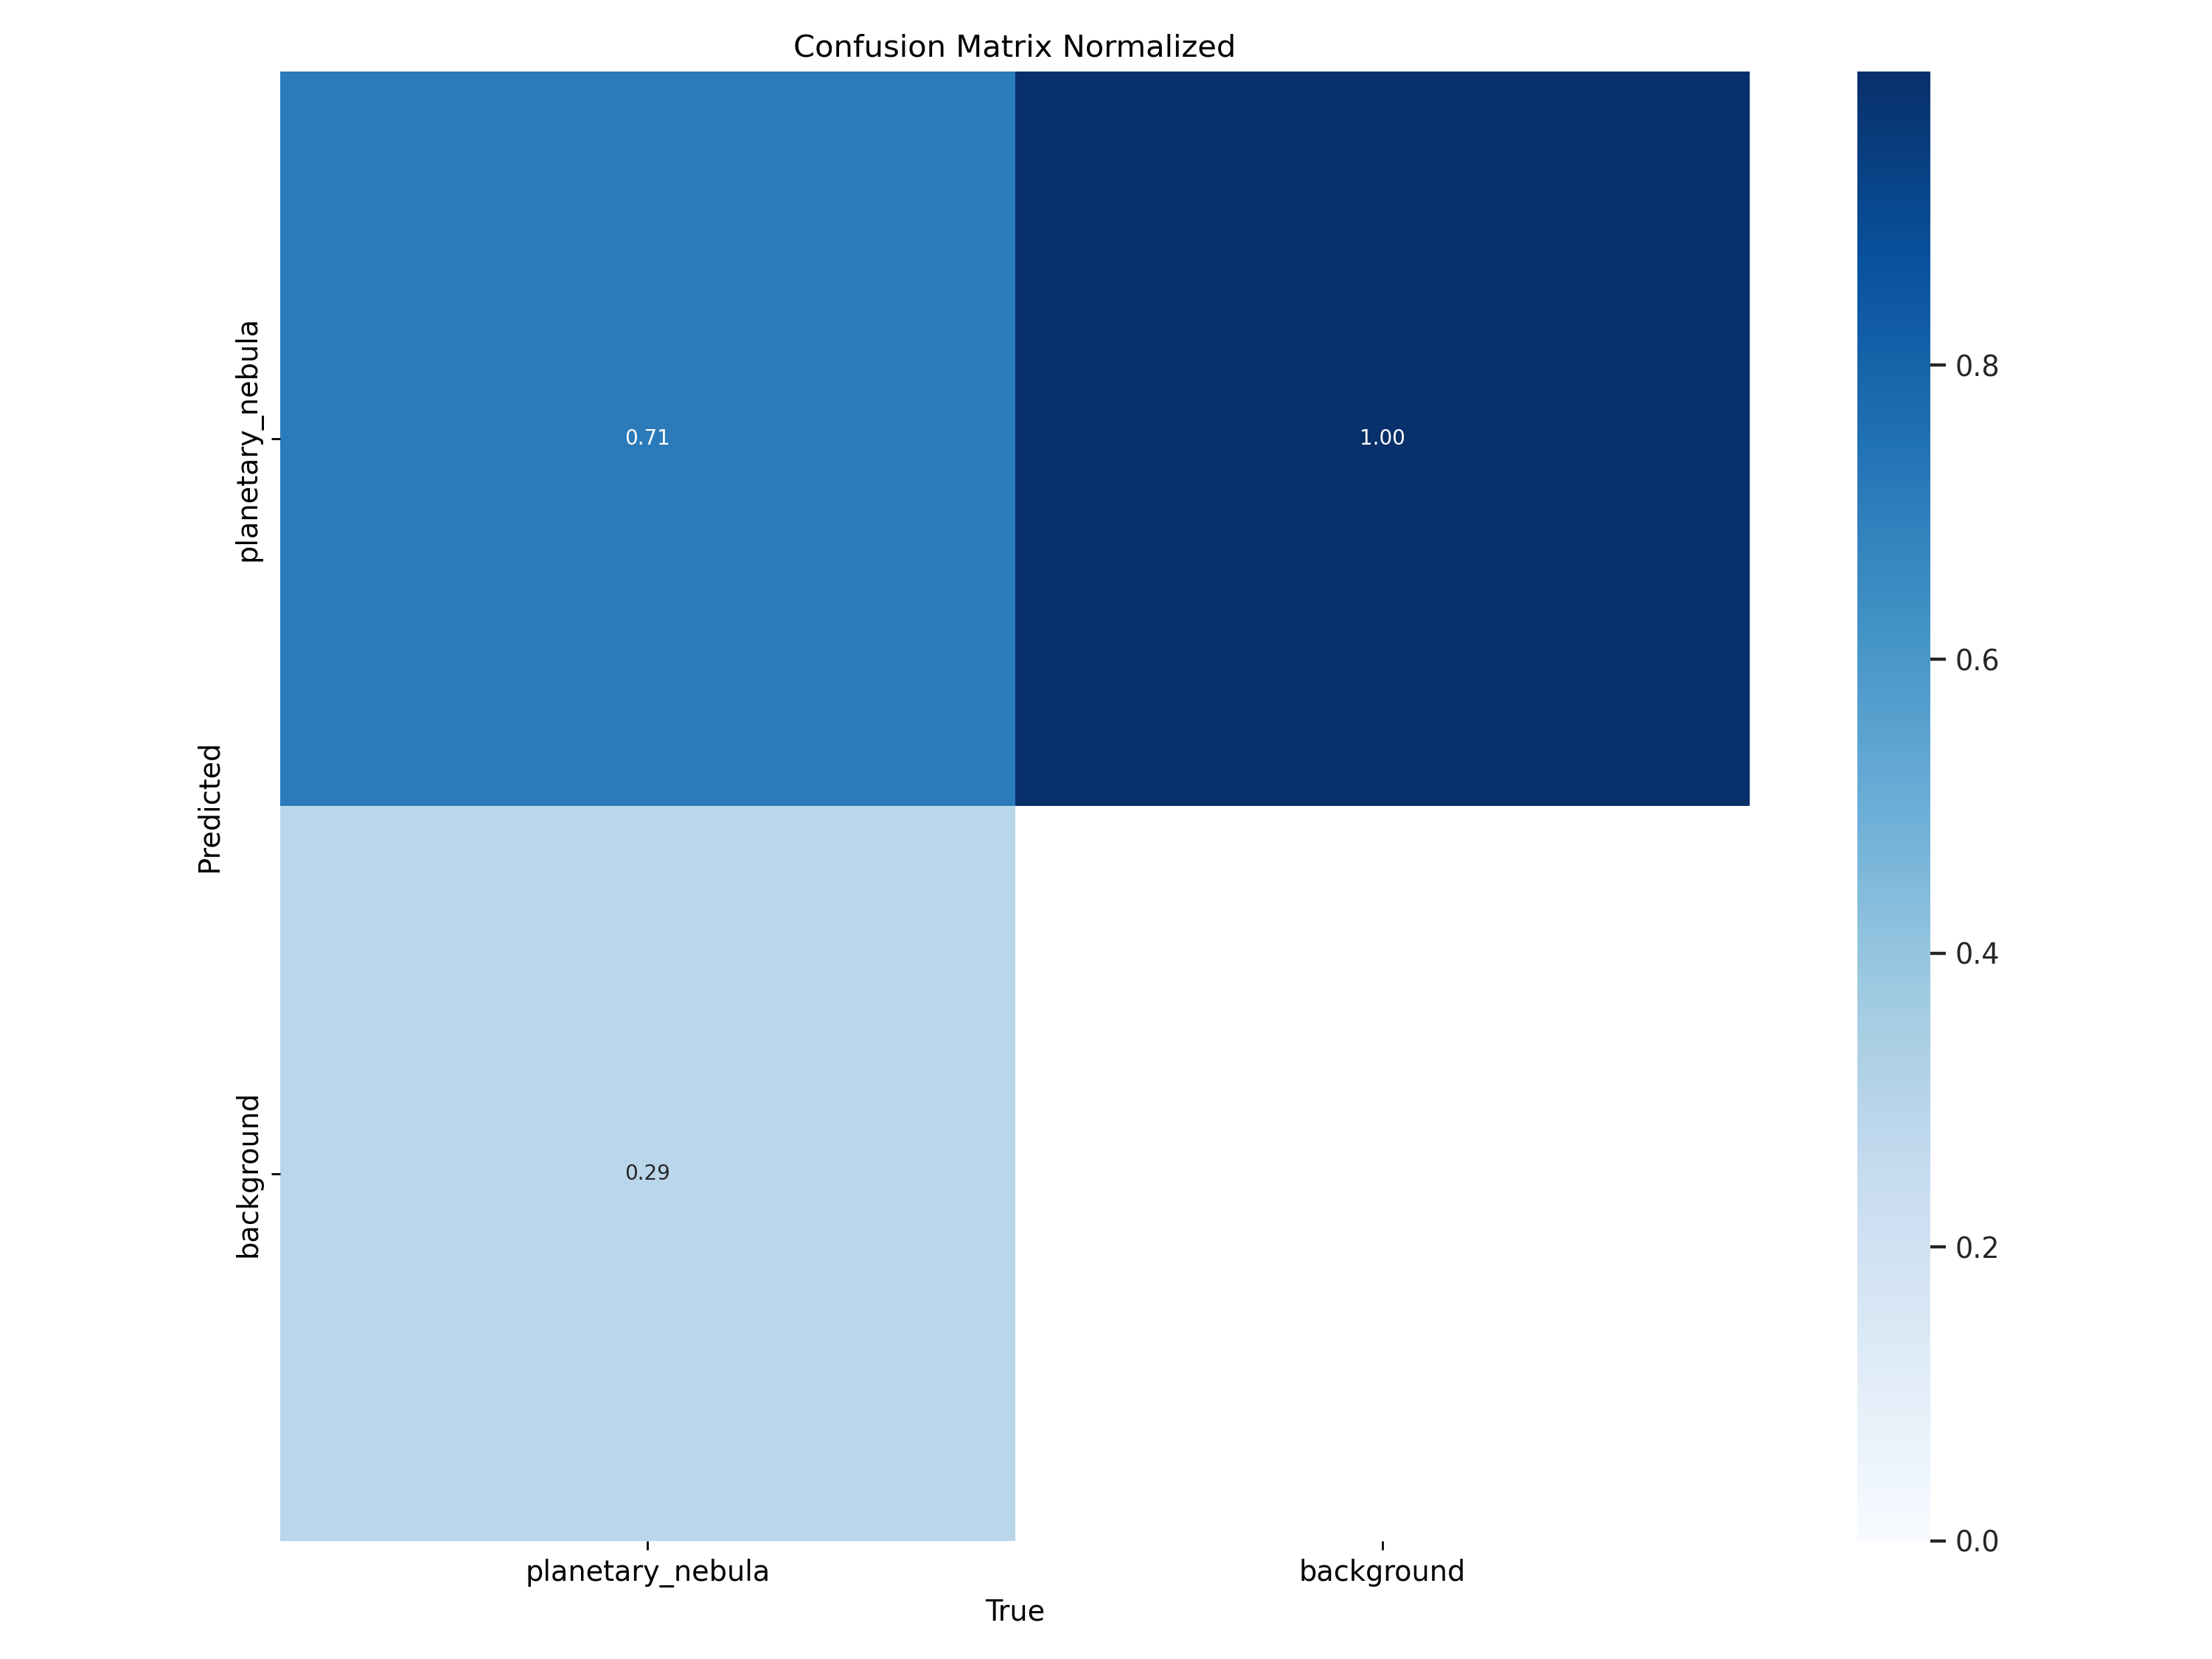 Confusion Matrix Normalized
planetary_nebula
0.71
1.00
0.8
0.6
Predicted
0.4
background
0.29
0.2
0.0
planetary_nebula
background
True